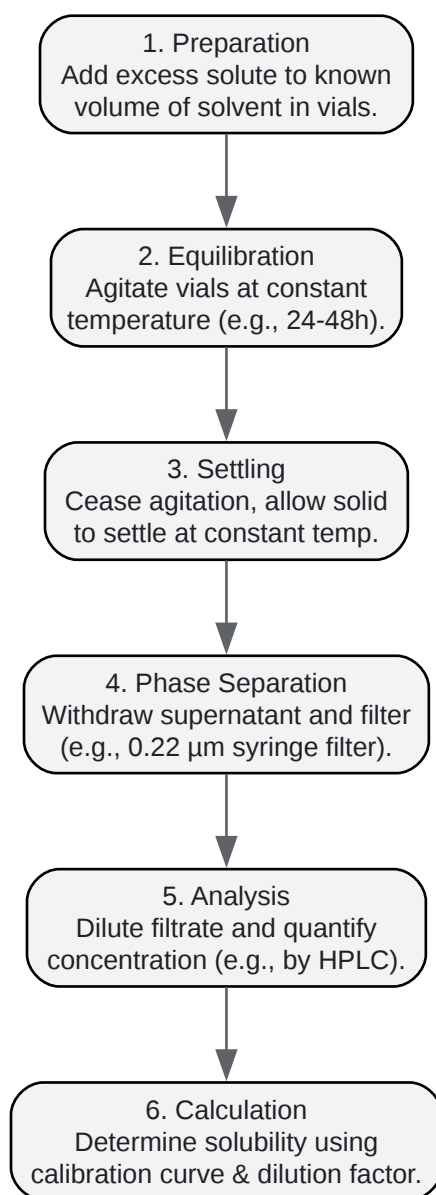 1. Preparation
Add excess solute to known
volume of solvent in vials.
2. Equilibration
Agitate vials at constant
temperature (e.g., 24-48h).
3. Settling
Cease agitation, allow solid
to settle at constant temp.
4. Phase Separation
Withdraw supernatant and filter
(e.g., 0.22 µm syringe filter).
5. Analysis
Dilute filtrate and quantify
concentration (e.g., by HPLC).
6. Calculation
Determine solubility using
calibration curve & dilution factor.